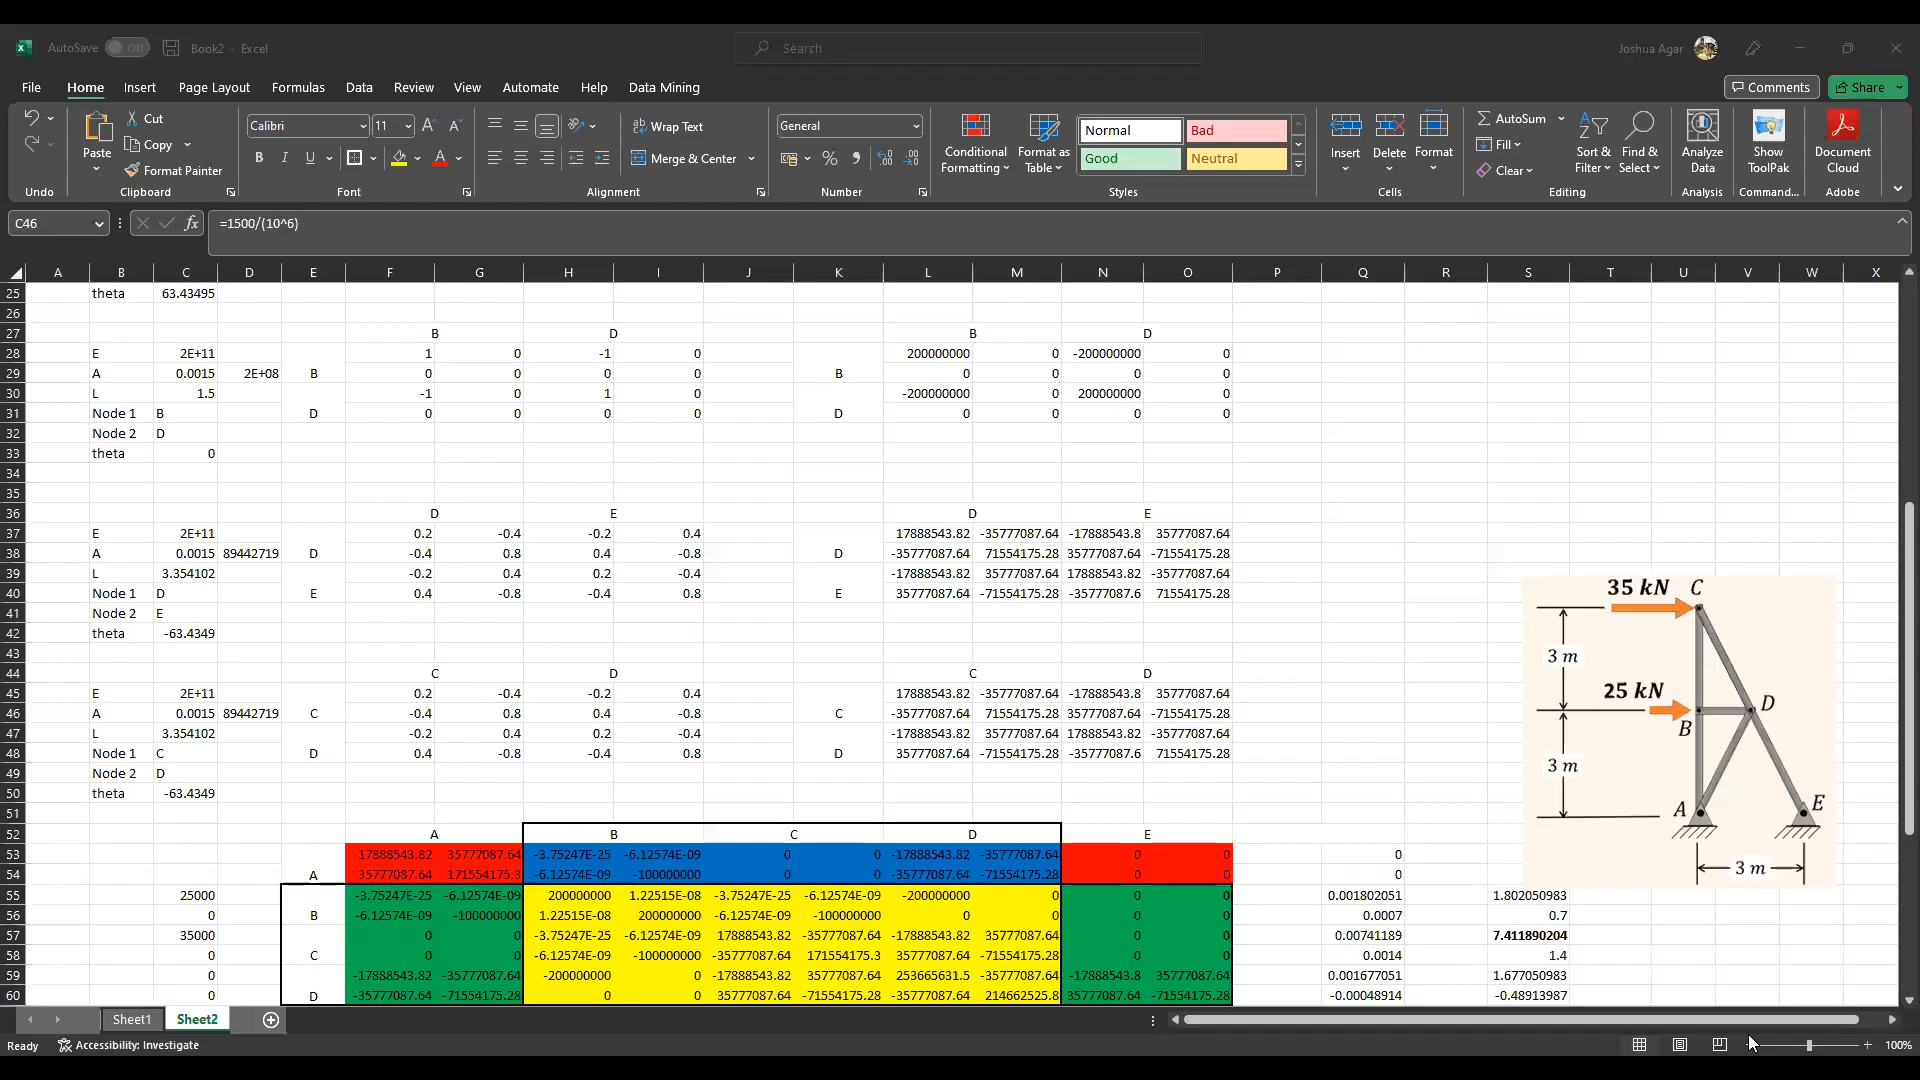 AutoSave Off Book2 - Excel Search Joshua Agar
File Home Insert Page Layout Formulas Data Review View Automate Help Data Mining Comments Share
Paste Cut Copy Format Painter
Calibri 11
B I U
Wrap Text
Merge & Center
General
Conditional Formatting
Format as Table
Normal Bad
Good Neutral
Insert Delete Format
AutoSum
Fill
Clear
Sort & Filter
Find & Select
Analyze Data
Show ToolPak
Document Cloud
Undo Clipboard Font Alignment Number Styles Cells Editing Analysis Command... Adobe
C46 fx =1500/(10^6)
A B C D E F G H I J K L M N O P Q R S T U V W X
25 theta 63.43495
26
27 B D B D
28 E 2E+11 1 0 -1 0 200000000 0 -200000000 0
29 A 0.0015 2E+08 B 0 0 0 0 B 0 0 0 0
30 L 1.5 -1 0 1 0 -200000000 0 200000000 0
31 Node 1 B D 0 0 0 0 D 0 0 0 0
32 Node 2 D
33 theta 0
34
35
36 D E D E
37 E 2E+11 0.2 -0.4 -0.2 0.4 17888543.82 -35777087.64 -17888543.8 35777087.64
38 A 0.0015 89442719 D -0.4 0.8 0.4 -0.8 D -35777087.64 71554175.28 35777087.64 -71554175.28
39 L 3.354102 -0.2 0.4 0.2 -0.4 -17888543.82 35777087.64 17888543.82 -35777087.64
40 Node 1 D E 0.4 -0.8 -0.4 0.8 E 35777087.64 -71554175.28 -35777087.6 71554175.28
41 Node 2 E
42 theta -63.4349
43
44 C D C D
45 E 2E+11 0.2 -0.4 -0.2 0.4 17888543.82 -35777087.64 -17888543.8 35777087.64
46 A 0.0015 89442719 C -0.4 0.8 0.4 -0.8 C -35777087.64 71554175.28 35777087.64 -71554175.28
47 L 3.354102 -0.2 0.4 0.2 -0.4 -17888543.82 35777087.64 17888543.82 -35777087.64
48 Node 1 C D 0.4 -0.8 -0.4 0.8 D 35777087.64 -71554175.28 -35777087.6 71554175.28
49 Node 2 D
50 theta -63.4349
51
52 A B C D E
53 17888543.82 35777087.64 -3.75247E-25 -6.12574E-09 0 0 -17888543.82 -35777087.64 0 0 0
54 A 35777087.64 171554175.3 -6.12574E-09 -100000000 0 0 -35777087.64 -71554175.28 0 0 0
55 25000 -3.75247E-25 -6.12574E-09 200000000 1.22515E-08 -3.75247E-25 -6.12574E-09 -200000000 0 0 0 0.001802051 1.802050983
56 0 B -6.12574E-09 -100000000 1.22515E-08 200000000 -6.12574E-09 -100000000 0 0 0 0 0.0007 0.7
57 35000 0 0 -3.75247E-25 -6.12574E-09 17888543.82 -35777087.64 -17888543.82 35777087.64 0 0 0.00741189 7.411890204
58 0 C 0 0 -6.12574E-09 -100000000 -35777087.64 171554175.3 35777087.64 -71554175.28 0 0 0.0014 1.4
59 0 -17888543.82 -35777087.64 -200000000 0 -17888543.82 35777087.64 253665631.5 -35777087.64 -17888543.8 35777087.64 0.001677051 1.677050983
60 0 D -35777087.64 -71554175.28 0 0 35777087.64 -71554175.28 -35777087.64 214662525.8 35777087.64 -71554175.28 -0.00048914 -0.48913987
35 kN C
3 m
25 kN D
B
3 m
A E
3 m
Sheet1 Sheet2
Ready Accessibility: Investigate 100%